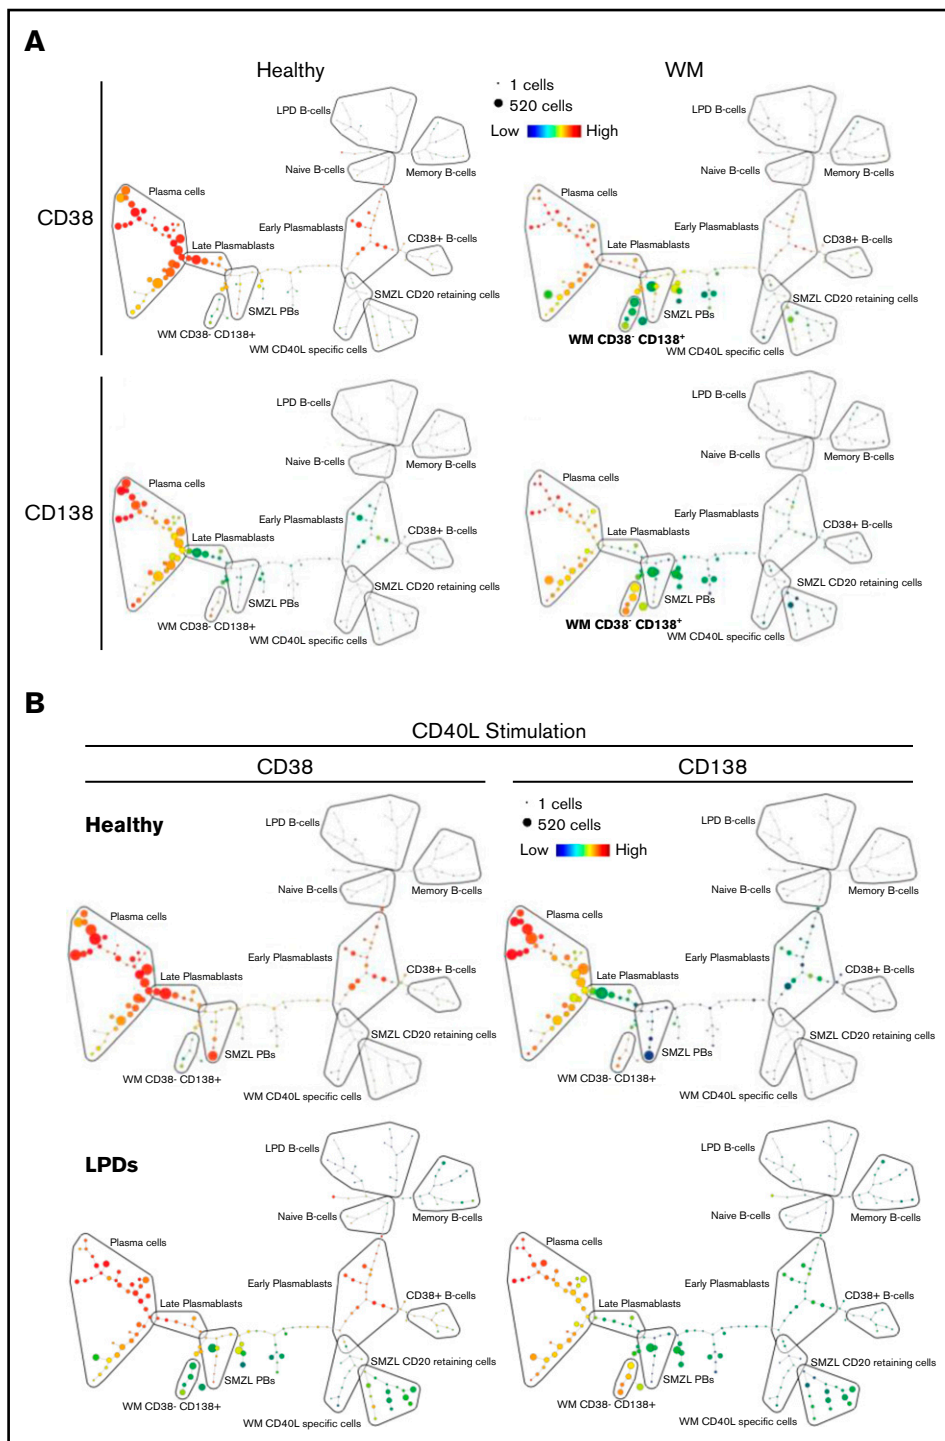 A
Healthy
WM
1 cells
520 cells
Low High
CD38
LPD B-cells
Naive B-cells
Memory B-cells
Plasma cells
Early Plasmablasts
Late Plasmablasts
CD38+ B-cells
SMZL CD20 retaining cells
SMZL PBs
WM CD38- CD138+
WM CD40L specific cells
LPD B-cells
Naive B-cells
Memory B-cells
Plasma cells
Early Plasmablasts
Late Plasmablasts
CD38+ B-cells
SMZL CD20 retaining cells
SMZL PBs
WM CD38- CD138+
WM CD40L specific cells
CD138
LPD B-cells
Naive B-cells
Memory B-cells
Plasma cells
Early Plasmablasts
Late Plasmablasts
CD38+ B-cells
SMZL CD20 retaining cells
SMZL PBs
WM CD38- CD138+
WM CD40L specific cells
LPD B-cells
Naive B-cells
Memory B-cells
Plasma cells
Early Plasmablasts
Late Plasmablasts
CD38+ B-cells
SMZL CD20 retaining cells
SMZL PBs
WM CD38- CD138+
WM CD40L specific cells
B
CD40L Stimulation
CD38
CD138
Healthy
1 cells
520 cells
Low High
LPD B-cells
Naive B-cells
Memory B-cells
Plasma cells
Early Plasmablasts
Late Plasmablasts
CD38+ B-cells
SMZL CD20 retaining cells
SMZL PBs
WM CD38- CD138+
WM CD40L specific cells
LPD B-cells
Naive B-cells
Memory B-cells
Plasma cells
Early Plasmablasts
Late Plasmablasts
CD38+ B-cells
SMZL CD20 retaining cells
SMZL PBs
WM CD38- CD138+
WM CD40L specific cells
LPDs
LPD B-cells
Naive B-cells
Memory B-cells
Plasma cells
Early Plasmablasts
Late Plasmablasts
CD38+ B-cells
SMZL CD20 retaining cells
SMZL PBs
WM CD38- CD138+
WM CD40L specific cells
LPD B-cells
Naive B-cells
Memory B-cells
Plasma cells
Early Plasmablasts
Late Plasmablasts
CD38+ B-cells
SMZL CD20 retaining cells
SMZL PBs
WM CD38- CD138+
WM CD40L specific cells